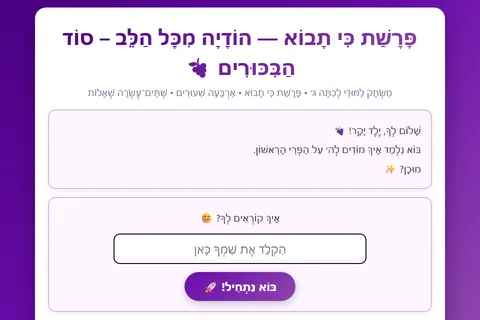 פָּרָשַׁת כִּי תָבוֹא — הוֹדָיָה מִכָּל הַלֵּב – סוֹד
הַבִּכּוּרִים 🍇
מִשְׂחַק לִמּוּדִי לְכִתָּה ג׳ • פָּרָשַׁת כִּי תָבוֹא • אַרְבָּעָה שִׁעוּרִים • שְׁתֵּים־עֶשְׂרֵה שְׁאֵלוֹת
שָׁלוֹם לְךָ, יֶלֶד יָקָר! 🍇
בּוֹא נִלְמַד אֵיךְ מוֹדִים לַה׳ עַל הַפְּרִי הָרִאשׁוֹן.
מוּכָן? ✨
אֵיךְ קוֹרְאִים לְךָ? 😊
הַקְלֵד אֶת שִׁמְךָ כָּאן
בּוֹא נַתְחִיל! 🚀